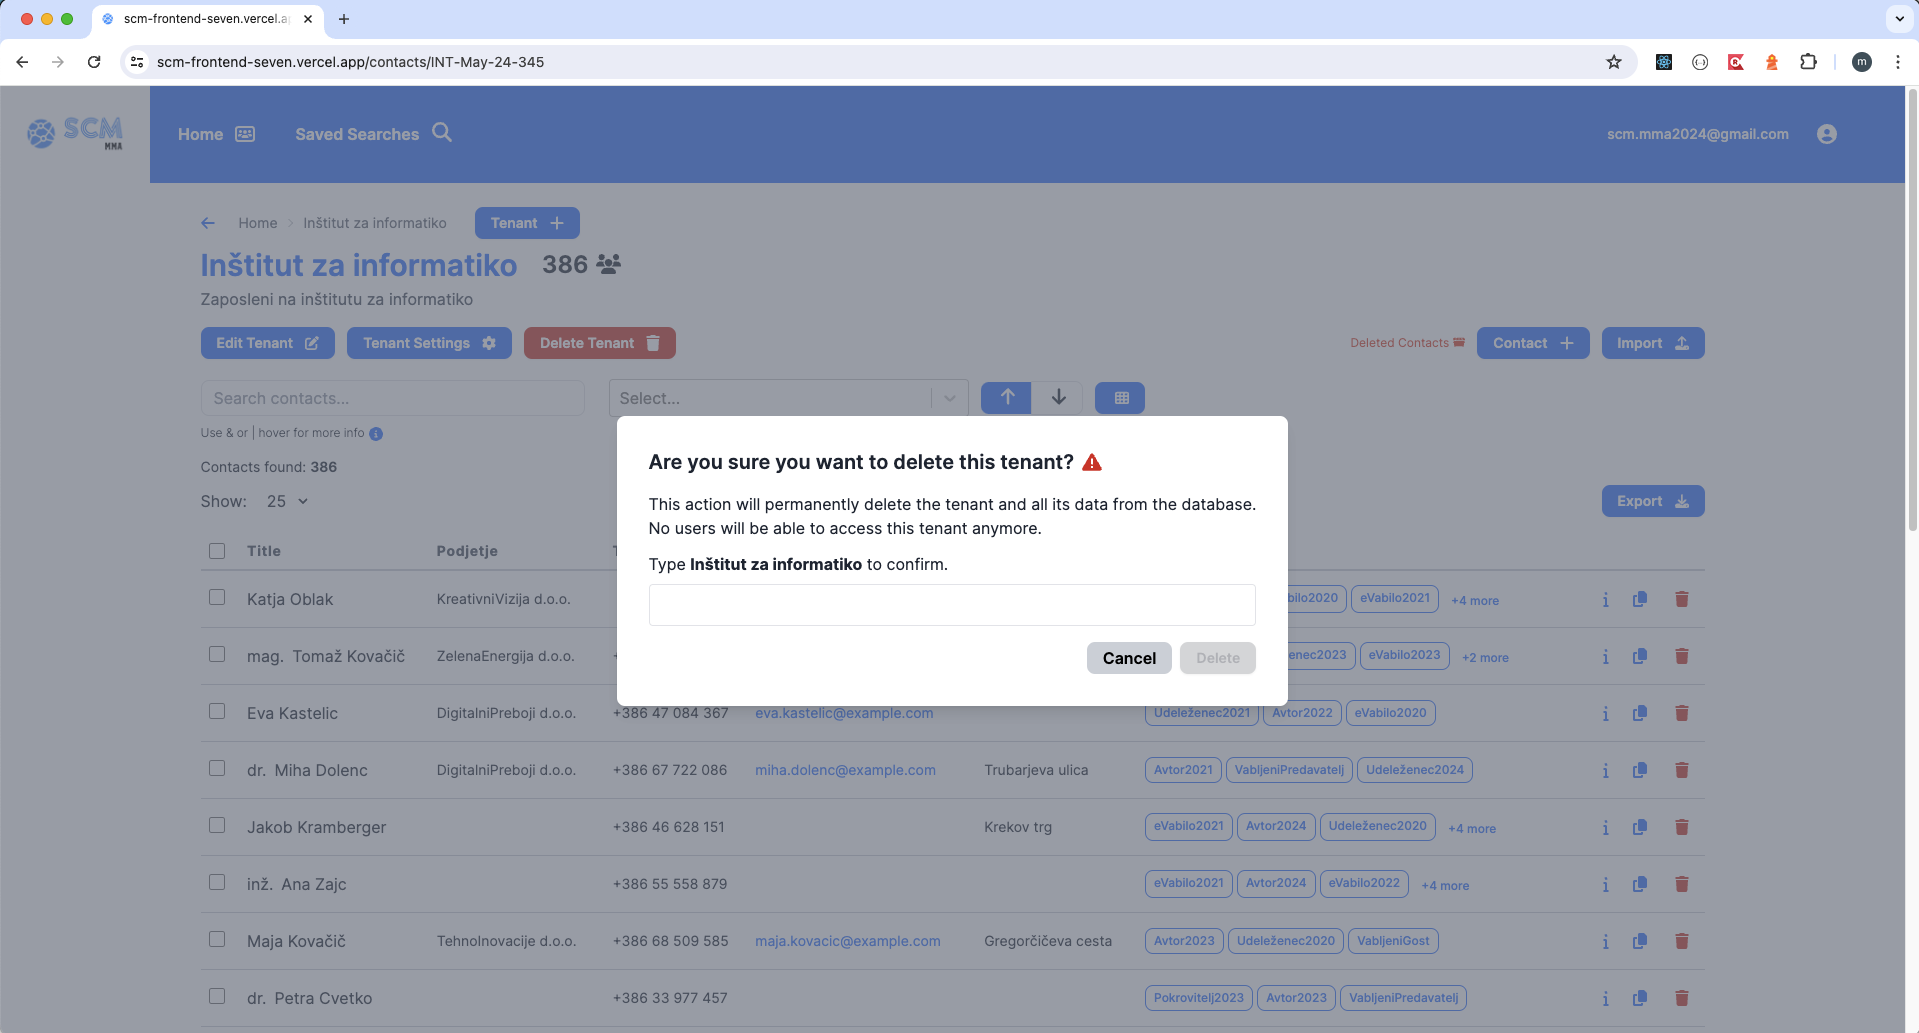 scm-frontend-seven.vercel.a
scm-frontend-seven.vercel.app/contacts/INT-May-24-345
m
SCM
MMA
Home
Saved Searches
scm.mma2024@gmail.com
Home
Inštitut za informatiko
Tenant
Inštitut za informatiko 386
Zaposleni na inštitutu za informatiko
Edit Tenant
Tenant Settings
Delete Tenant
Deleted Contacts
Contact
Import
Search contacts...
Select...
Use & or | hover for more info
Contacts found: 386
Show: 25
Export
Are you sure you want to delete this tenant?
This action will permanently delete the tenant and all its data from the database.
No users will be able to access this tenant anymore.
Type Inštitut za informatiko to confirm.
Cancel Delete
Title Podjetje
Katja Oblak KreativniVizija d.o.o. bilo2020 eVabilo2021 +4 more
mag. Tomaž Kovačič ZelenaEnergija d.o.o. enec2023 eVabilo2023 +2 more
Eva Kastelic DigitalniPreboji d.o.o. +386 47 084 367 eva.kastelic@example.com Udeleženec2021 Avtor2022 eVabilo2020
dr. Miha Dolenc DigitalniPreboji d.o.o. +386 67 722 086 miha.dolenc@example.com Trubarjeva ulica Avtor2021 VabljeniPredavatelj Udeleženec2024
Jakob Kramberger +386 46 628 151 Krekov trg eVabilo2021 Avtor2024 Udeleženec2020 +4 more
inž. Ana Zajc +386 55 558 879 eVabilo2021 Avtor2024 eVabilo2022 +4 more
Maja Kovačič TehnoInovacije d.o.o. +386 68 509 585 maja.kovacic@example.com Gregorčičeva cesta Avtor2023 Udeleženec2020 VabljeniGost
dr. Petra Cvetko +386 33 977 457 Pokrovitelj2023 Avtor2023 VabljeniPredavatelj